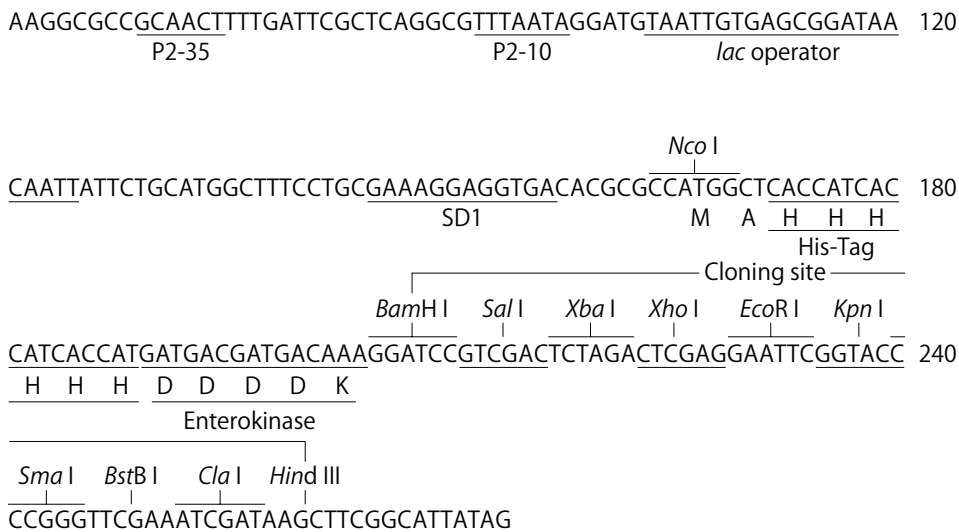 AAGGCGCCGCAACTTTTGATTCGCTCAGGCGTTTAATAGGATGTAATTGTGAGCGGATAA 120
P2-35 P2-10 lac operator
Nco I
CAATTATTCTGCATGGCTTTCCTGCGAAAGGAGGTGACACGCGCCATGGCTCACCATCAC 180
SD1 M A H H H
His-Tag
Cloning site
BamH I Sal I Xba I Xho I EcoR I Kpn I
CATCACCATGATGACGATGACAAAGGATCCGTCGACTCTAGACTCGAGGAATTCGGTACC 240
H H H D D D D K
Enterokinase
Sma I BstB I Cla I Hind III
CCGGGTTCGAAATCGATAAGCTTCGGCATTATAG